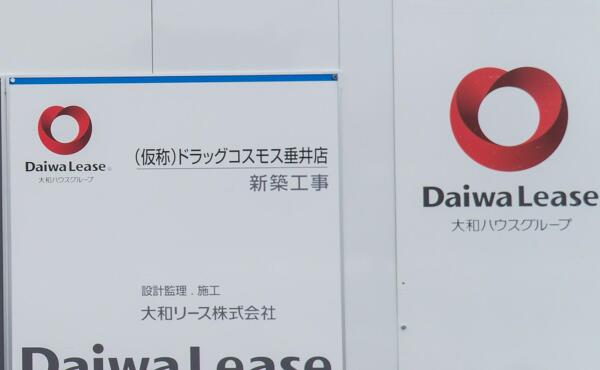 Daiwa Lease®
大和ハウスグループ
(仮称)ドラッグコスモス垂井店
新築工事
設計監理．施工
大和リース株式会社
Daiwa Lease
Daiwa Lease
大和ハウスグループ